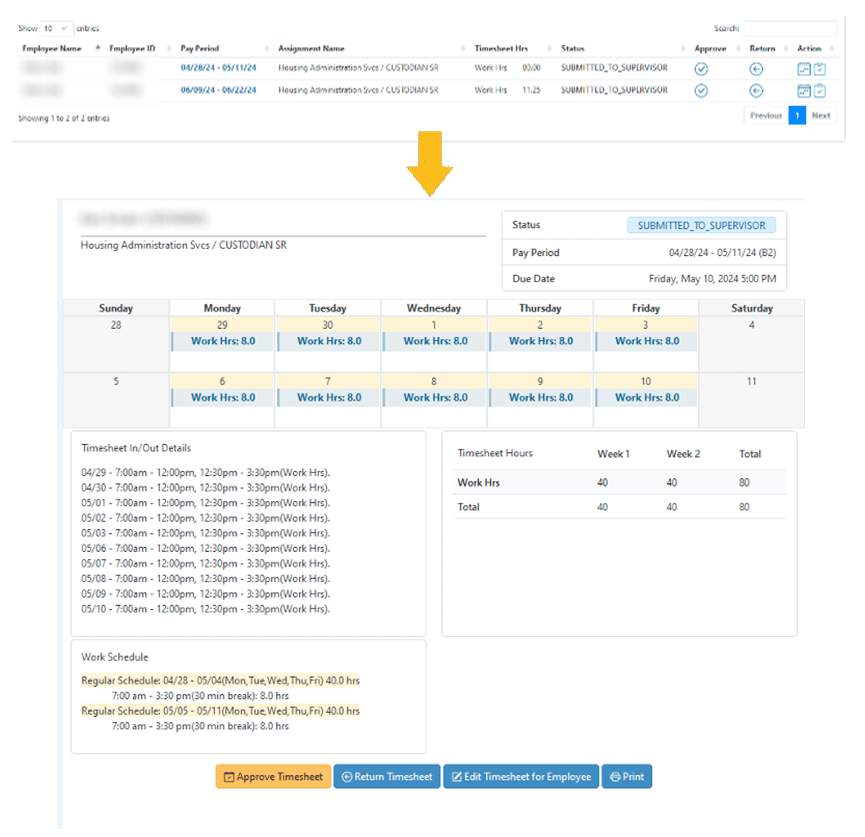 Show 10 entries Search:
Employee Name Employee ID Pay Period Assignment Name Timesheet Hrs Status Approve Return Action
04/28/24 - 05/11/24 Housing Administration Svcs / CUSTODIAN SR Work Hrs 00.00 SUBMITTED_TO_SUPERVISOR
06/09/24 - 06/22/24 Housing Administration Svcs / CUSTODIAN SR Work Hrs 11.25 SUBMITTED_TO_SUPERVISOR
Showing 1 to 2 of 2 entries Previous 1 Next
Housing Administration Svcs / CUSTODIAN SR
Status SUBMITTED_TO_SUPERVISOR
Pay Period 04/28/24 - 05/11/24 (B2)
Due Date Friday, May 10, 2024 5:00 PM
Sunday Monday Tuesday Wednesday Thursday Friday Saturday
28 29 30 1 2 3 4
Work Hrs: 8.0 Work Hrs: 8.0 Work Hrs: 8.0 Work Hrs: 8.0 Work Hrs: 8.0
5 6 7 8 9 10 11
Work Hrs: 8.0 Work Hrs: 8.0 Work Hrs: 8.0 Work Hrs: 8.0 Work Hrs: 8.0
Timesheet In/Out Details
04/29 - 7:00am - 12:00pm, 12:30pm - 3:30pm(Work Hrs).
04/30 - 7:00am - 12:00pm, 12:30pm - 3:30pm(Work Hrs).
05/01 - 7:00am - 12:00pm, 12:30pm - 3:30pm(Work Hrs).
05/02 - 7:00am - 12:00pm, 12:30pm - 3:30pm(Work Hrs).
05/03 - 7:00am - 12:00pm, 12:30pm - 3:30pm(Work Hrs).
05/06 - 7:00am - 12:00pm, 12:30pm - 3:30pm(Work Hrs).
05/07 - 7:00am - 12:00pm, 12:30pm - 3:30pm(Work Hrs).
05/08 - 7:00am - 12:00pm, 12:30pm - 3:30pm(Work Hrs).
05/09 - 7:00am - 12:00pm, 12:30pm - 3:30pm(Work Hrs).
05/10 - 7:00am - 12:00pm, 12:30pm - 3:30pm(Work Hrs).
Timesheet Hours Week 1 Week 2 Total
Work Hrs 40 40 80
Total 40 40 80
Work Schedule
Regular Schedule: 04/28 - 05/04(Mon,Tue,Wed,Thu,Fri) 40.0 hrs
7:00 am - 3:30 pm(30 min break): 8.0 hrs
Regular Schedule: 05/05 - 05/11(Mon,Tue,Wed,Thu,Fri) 40.0 hrs
7:00 am - 3:30 pm(30 min break): 8.0 hrs
Approve Timesheet Return Timesheet Edit Timesheet for Employee Print